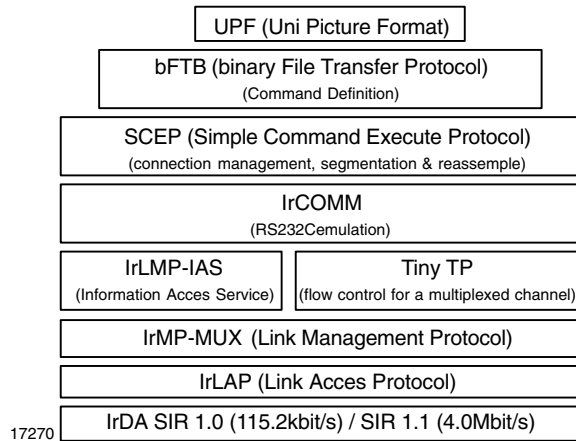 UPF (Uni Picture Format)
bFTB (binary File Transfer Protocol)
(Command Definition)
SCEP (Simple Command Execute Protocol)
(connection management, segmentation & reassemple)
IrCOMM
(RS232Cemulation)
IrLMP-IAS
(Information Acces Service)
Tiny TP
(flow control for a multiplexed channel)
IrMP-MUX (Link Management Protocol)
IrLAP (Link Acces Protocol)
IrDA SIR 1.0 (115.2kbit/s) / SIR 1.1 (4.0Mbit/s)
17270